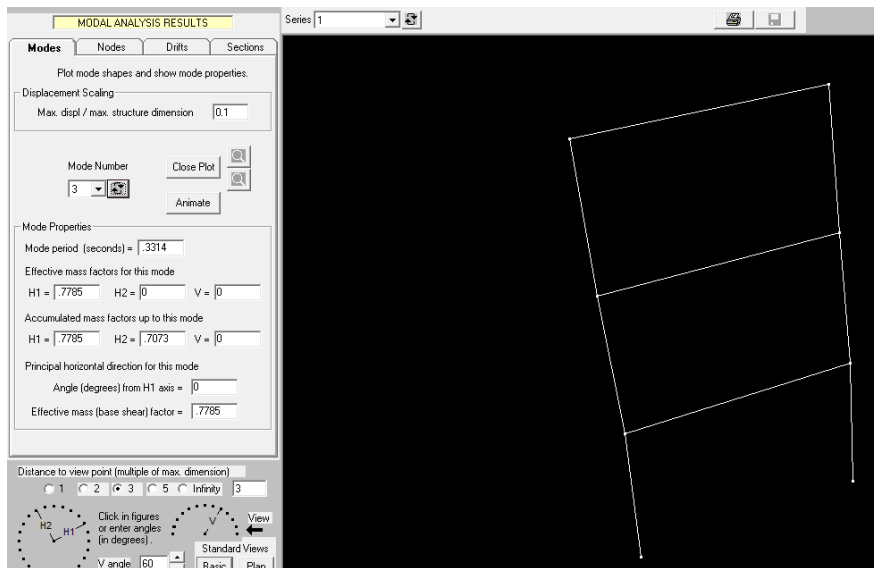 MODAL ANALYSIS RESULTS
Series 1
Modes Nodes Drifts Sections
Plot mode shapes and show mode properties.
Displacement Scaling
Max. displ / max. structure dimension 0.1
Mode Number
3
Close Plot
Animate
Mode Properties
Mode period (seconds) = .3314
Effective mass factors for this mode
H1 = .7785 H2 = 0 V = 0
Accumulated mass factors up to this mode
H1 = .7785 H2 = .7073 V = 0
Principal horizontal direction for this mode
Angle (degrees) from H1 axis = 0
Effective mass (base shear) factor = .7785
Distance to view point (multiple of max. dimension)
1 2 3 5 Infinity 3
H2 H1
Click in figures
or enter angles
(in degrees).
V
View
Standard Views
V angle 60
Basic Plan